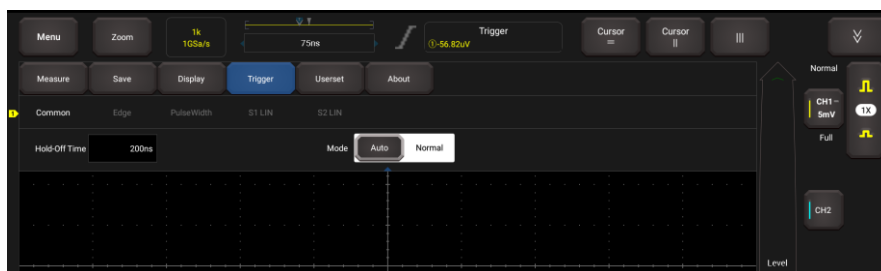 Menu
Zoom
1k
1GSa/s
T
75ns
Trigger
①-56.82uV
Cursor
=
Cursor
||
|||
Measure
Save
Display
Trigger
Userset
About
Normal
CH1
5mV
Full
1X
1
Common
Edge
PulseWidth
S1 LIN
S2 LIN
Hold-Off Time
200ns
Mode
Auto
Normal
CH2
Level